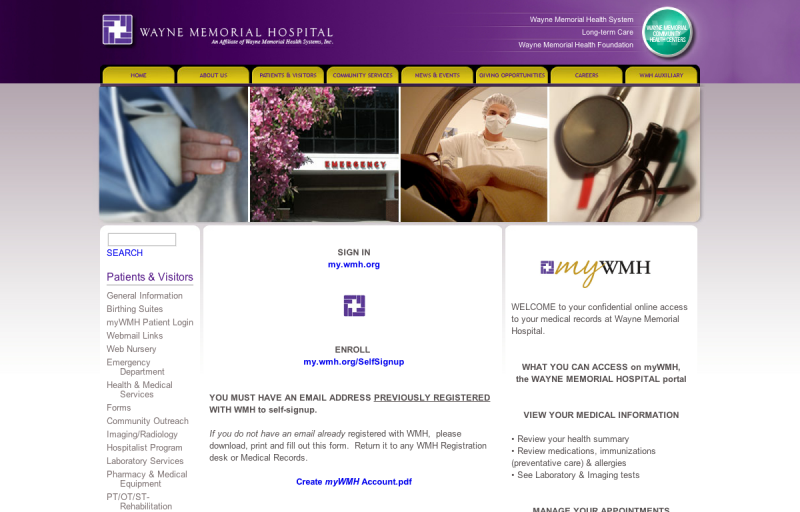 WAYNE MEMORIAL HOSPITAL
An Affiliate of Wayne Memorial Health Systems, Inc.
Wayne Memorial Health System
Long-term Care
Wayne Memorial Health Foundation
WAYNE MEMORIAL
COMMUNITY
HEALTH CENTERS
HOME
ABOUT US
PATIENTS & VISITORS
COMMUNITY SERVICES
NEWS & EVENTS
GIVING OPPORTUNITIES
CAREERS
WMH AUXILIARY
EMERGENCY
SEARCH
Patients & Visitors
General Information
Birthing Suites
myWMH Patient Login
Webmail Links
Web Nursery
Emergency
Department
Health & Medical
Services
Forms
Community Outreach
Imaging/Radiology
Hospitalist Program
Laboratory Services
Pharmacy & Medical
Equipment
PT/OT/ST-
Rehabilitation
SIGN IN
my.wmh.org
ENROLL
my.wmh.org/SelfSignup
YOU MUST HAVE AN EMAIL ADDRESS PREVIOUSLY REGISTERED
WITH WMH to self-signup.
If you do not have an email already registered with WMH, please
download, print and fill out this form. Return it to any WMH Registration
desk or Medical Records.
Create myWMH Account.pdf
myWMH
WELCOME to your confidential online access
to your medical records at Wayne Memorial
Hospital.
WHAT YOU CAN ACCESS on myWMH,
the WAYNE MEMORIAL HOSPITAL portal
VIEW YOUR MEDICAL INFORMATION
• Review your health summary
• Review medications, immunizations
(preventative care) & allergies
• See Laboratory & Imaging tests
MANAGE YOUR APPOINTMENTS